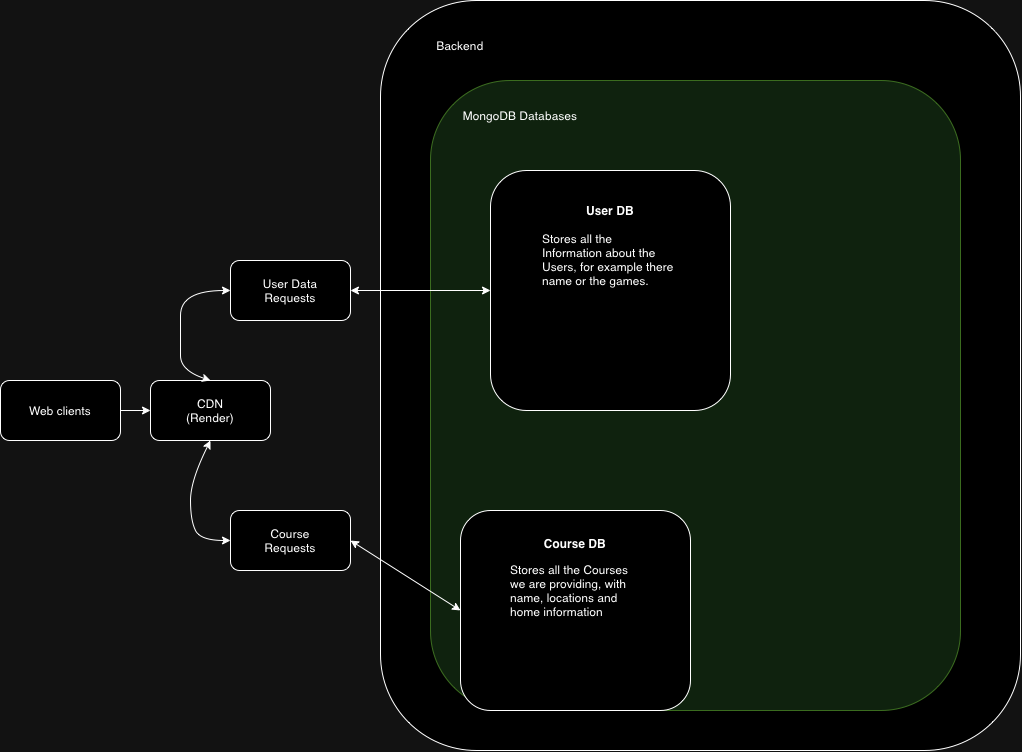 Backend
MongoDB Databases
User DB
Stores all the
Information about the
Users, for example there
name or the games.
User Data
Requests
Web clients
CDN
(Render)
Course
Requests
Course DB
Stores all the Courses
we are providing, with
name, locations and
home information